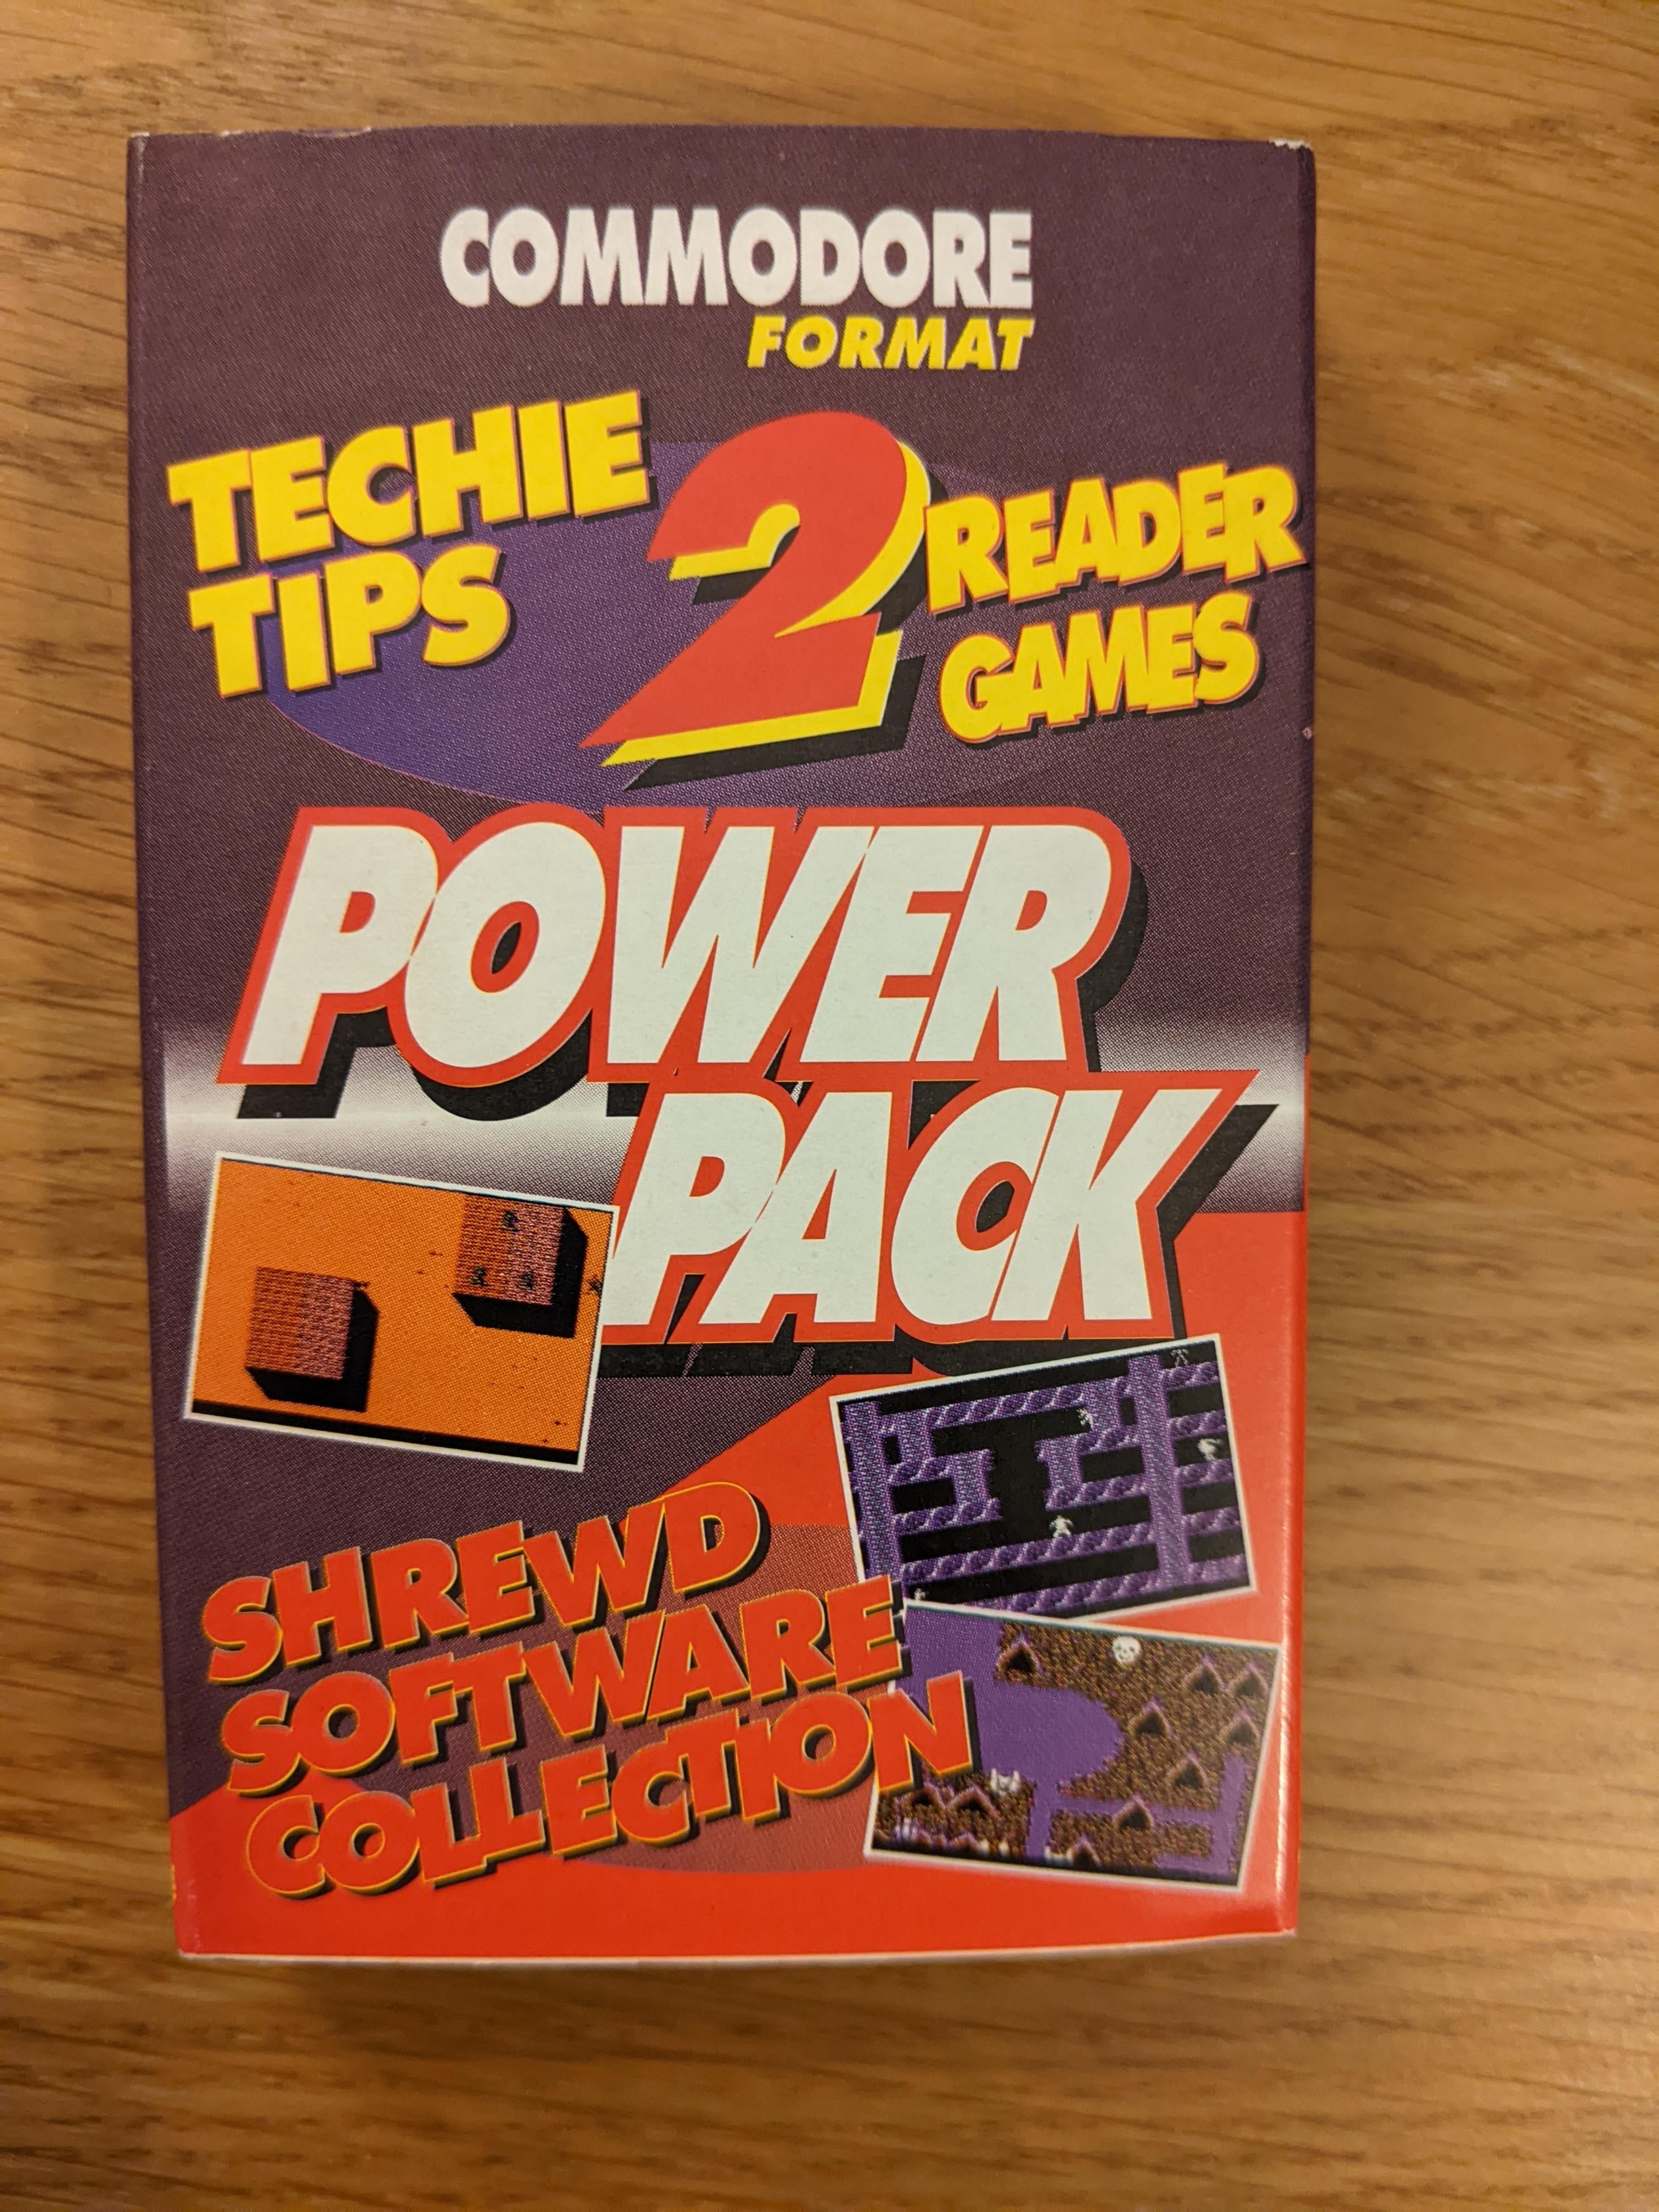 COMMODORE
FORMAT
TECHIE
TIPS
2
READER
GAMES
POWER
PACK
SHREWD
SOFTWARE
COLLECTION